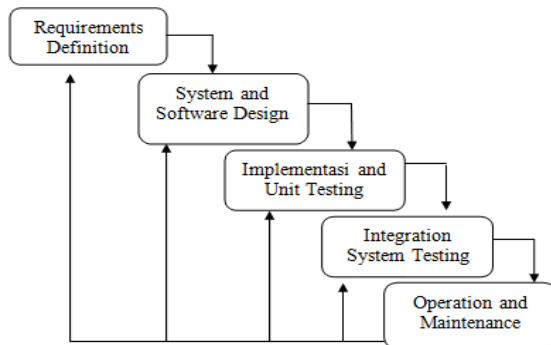 Requirements
Definition
System and
Software Design
Implementasi and
Unit Testing
Integration
System Testing
Operation and
Maintenance